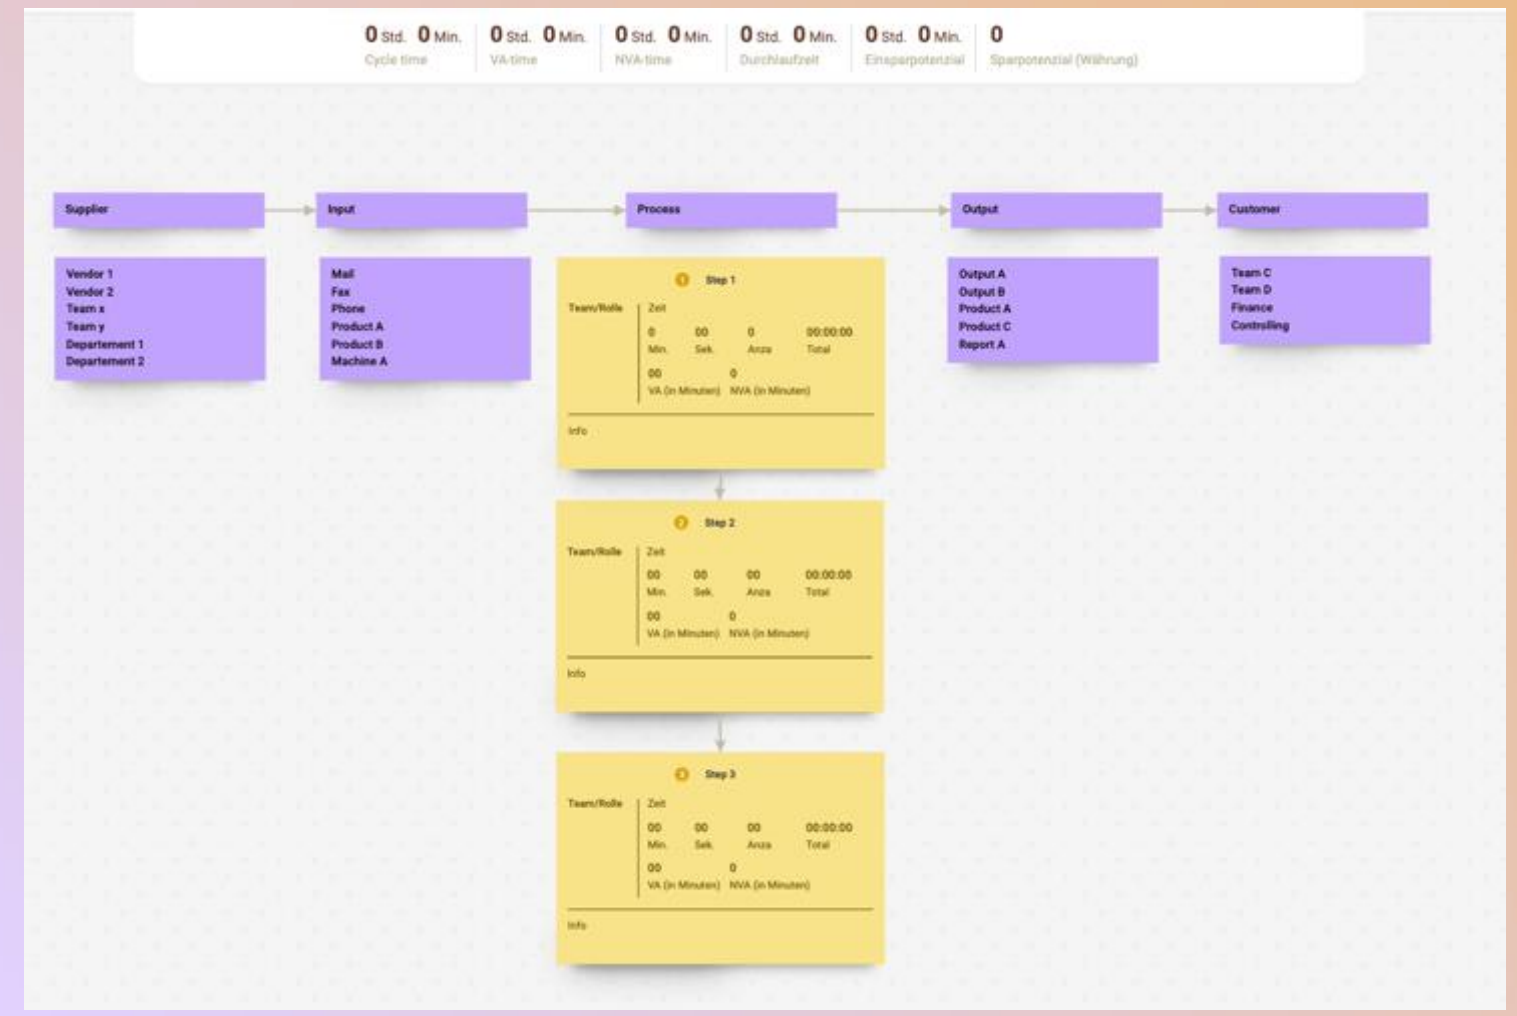 0 Std. 0 Min. 0 Std. 0 Min. 0 Std. 0 Min. 0 Std. 0 Min. 0 Std. 0 Min. 0
Cycle time VA-time NVA-time Durchlaufzeit Einsparpotenzial Sparpotenzial (Währung)
Supplier Input Process Output Customer
Vendor 1
Vendor 2
Team x
Team y
Departement 1
Departement 2
Mail
Fax
Phone
Product A
Product B
Machine A
1 Step 1
Team/Rolle Zeit
0 00 0 00:00:00
Min. Sek. Anza Total
00 0
VA (in Minuten) NVA (in Minuten)
Info
2 Step 2
Team/Rolle Zeit
00 00 00 00:00:00
Min. Sek. Anza Total
00 0
VA (in Minuten) NVA (in Minuten)
Info
3 Step 3
Team/Rolle Zeit
00 00 00 00:00:00
Min. Sek. Anza Total
00 0
VA (in Minuten) NVA (in Minuten)
Info
Output A
Output B
Product A
Product C
Report A
Team C
Team D
Finance
Controlling